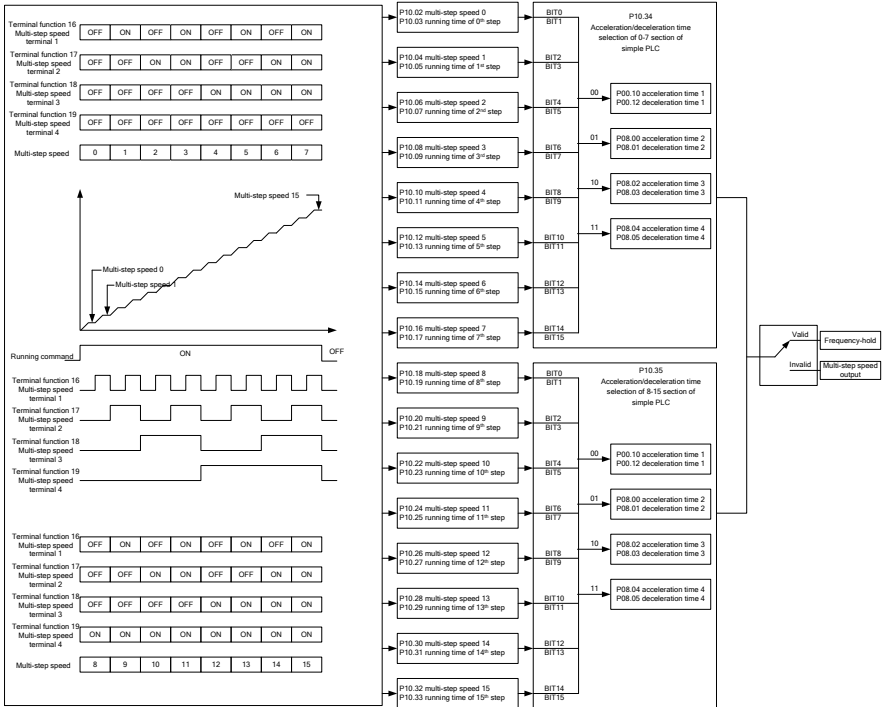 Terminal function 16
Multi-step speed
terminal 1
OFF ON OFF ON OFF ON OFF ON
Terminal function 17
Multi-step speed
terminal 2
OFF OFF ON ON OFF OFF ON ON
Terminal function 18
Multi-step speed
terminal 3
OFF OFF OFF OFF ON ON ON ON
Terminal function 19
Multi-step speed
terminal 4
OFF OFF OFF OFF OFF OFF OFF OFF
Multi-step speed 0 1 2 3 4 5 6 7
Multi-step speed 15
Multi-step speed 0
Multi-step speed 1
Running command ON OFF
Terminal function 16
Multi-step speed
terminal 1
Terminal function 17
Multi-step speed
terminal 2
Terminal function 18
Multi-step speed
terminal 3
Terminal function 19
Multi-step speed
terminal 4
Terminal function 16
Multi-step speed
terminal 1
OFF ON OFF ON OFF ON OFF ON
Terminal function 17
Multi-step speed
terminal 2
OFF OFF ON ON OFF OFF ON ON
Terminal function 18
Multi-step speed
terminal 3
OFF OFF OFF OFF ON ON ON ON
Terminal function 19
Multi-step speed
terminal 4
ON ON ON ON ON ON ON ON
Multi-step speed 8 9 10 11 12 13 14 15
P10.02 multi-step speed 0
P10.03 running time of 0th step
P10.04 multi-step speed 1
P10.05 running time of 1st step
P10.06 multi-step speed 2
P10.07 running time of 2nd step
P10.08 multi-step speed 3
P10.09 running time of 3rd step
P10.10 multi-step speed 4
P10.11 running time of 4th step
P10.12 multi-step speed 5
P10.13 running time of 5th step
P10.14 multi-step speed 6
P10.15 running time of 6th step
P10.16 multi-step speed 7
P10.17 running time of 7th step
P10.18 multi-step speed 8
P10.19 running time of 8th step
P10.20 multi-step speed 9
P10.21 running time of 9th step
P10.22 multi-step speed 10
P10.23 running time of 10th step
P10.24 multi-step speed 11
P10.25 running time of 11th step
P10.26 multi-step speed 12
P10.27 running time of 12th step
P10.28 multi-step speed 13
P10.29 running time of 13th step
P10.30 multi-step speed 14
P10.31 running time of 14th step
P10.32 multi-step speed 15
P10.33 running time of 15th step
BIT0
BIT1
BIT2
BIT3
BIT4
BIT5
BIT6
BIT7
BIT8
BIT9
BIT10
BIT11
BIT12
BIT13
BIT14
BIT15
P10.34
Acceleration/deceleration time
selection of 0-7 section of
simple PLC
00
P00.10 acceleration time 1
P00.12 deceleration time 1
01
P08.00 acceleration time 2
P08.01 deceleration time 2
10
P08.02 acceleration time 3
P08.03 deceleration time 3
11
P08.04 acceleration time 4
P08.05 deceleration time 4
BIT0
BIT1
BIT2
BIT3
BIT4
BIT5
BIT6
BIT7
BIT8
BIT9
BIT10
BIT11
BIT12
BIT13
BIT14
BIT15
P10.35
Acceleration/deceleration time
selection of 8-15 section of
simple PLC
00
P00.10 acceleration time 1
P00.12 deceleration time 1
01
P08.00 acceleration time 2
P08.01 deceleration time 2
10
P08.02 acceleration time 3
P08.03 deceleration time 3
11
P08.04 acceleration time 4
P08.05 deceleration time 4
Valid
Frequency-hold
Invalid
Multi-step speed
output